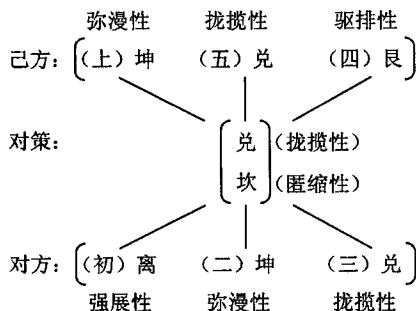 弥漫性 拢揽性 驱排性
己方：（上）坤 （五）兑 （四）艮
对策： 兑（拢揽性）
坎（匿缩性）
对方：（初）离 （二）坤 （三）兑
强展性 弥漫性 拢揽性